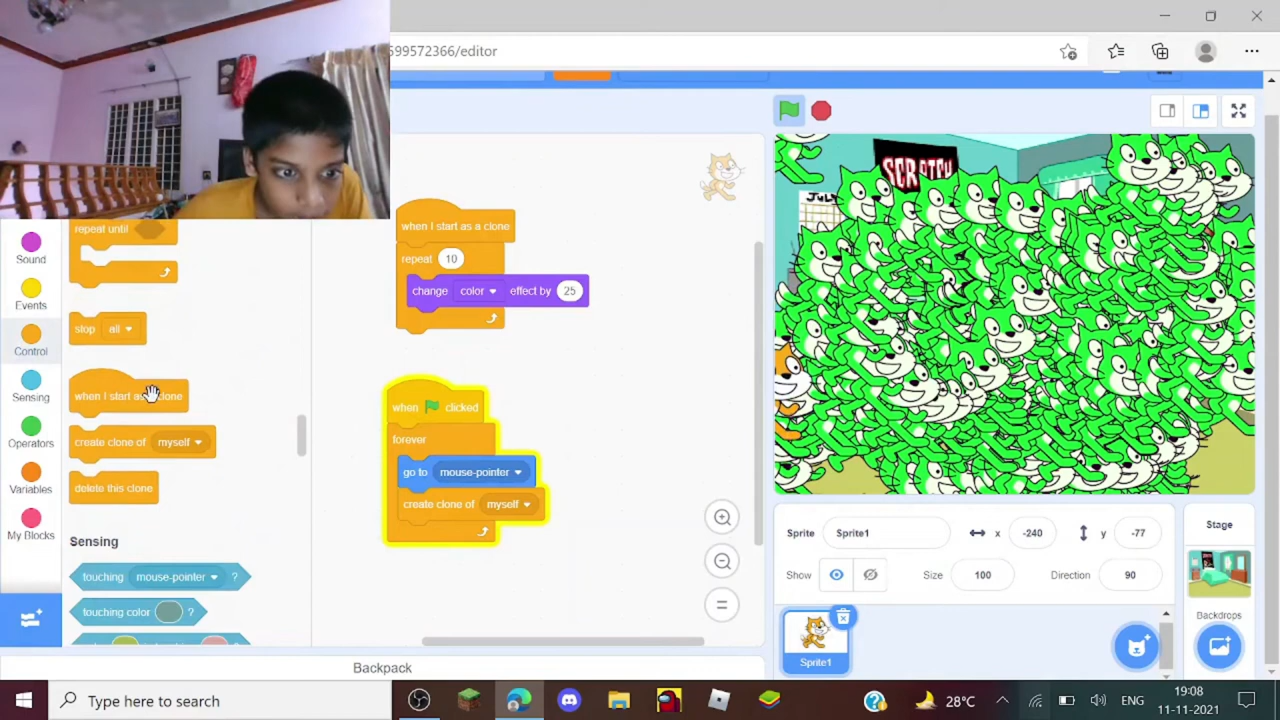 599572366/editor
SCRATCH
JULY
when I start as a clone
repeat 10
change color effect by 25
when clicked
forever
go to mouse-pointer
create clone of myself
Sound
Events
Control
Sensing
Operators
Variables
My Blocks
repeat until
stop all
when I start as clone
create clone of myself
delete this clone
Sensing
touching mouse-pointer ?
touching color ?
Sprite Sprite1 x -240 y -77
Show Size 100 Direction 90
Sprite1
Stage
Backdrops
Backpack
Type here to search
28°C
ENG
19:08
11-11-2021